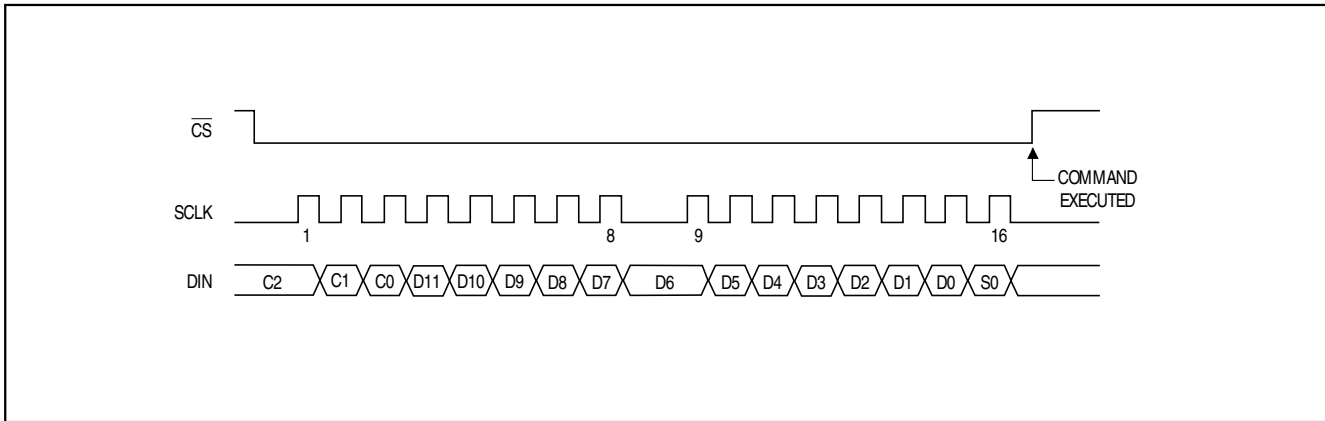 CS
COMMAND
EXECUTED
SCLK
1 8 9 16
DIN C2 C1 C0 D11 D10 D9 D8 D7 D6 D5 D4 D3 D2 D1 D0 S0